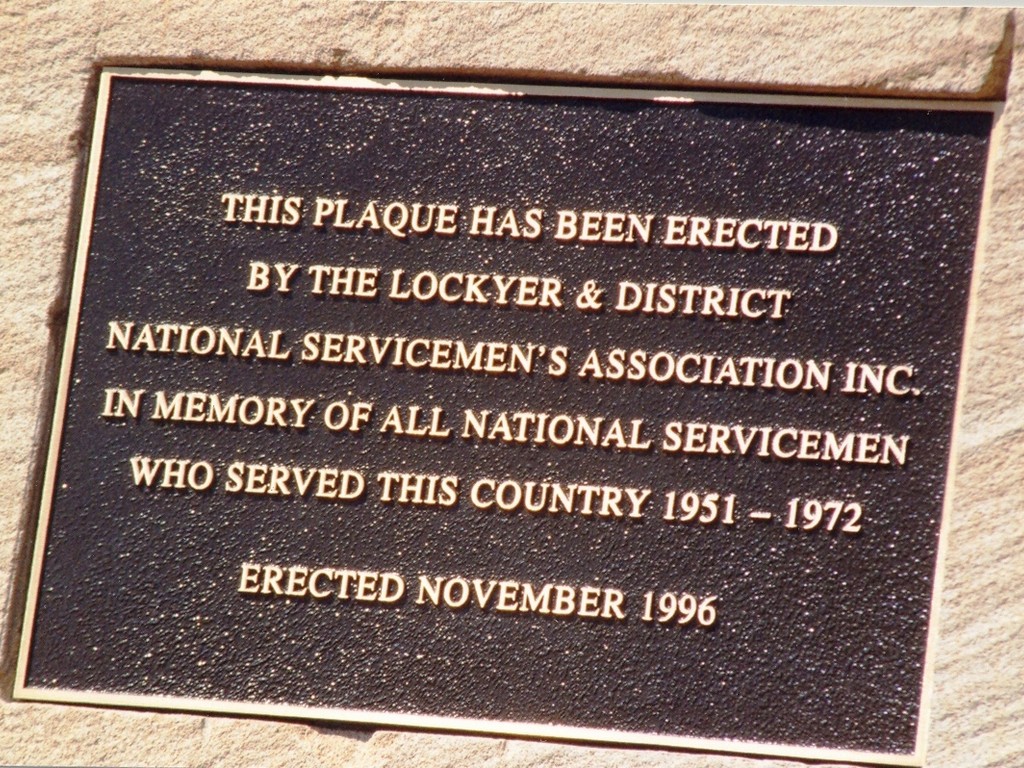 THIS PLAQUE HAS BEEN ERECTED
BY THE LOCKYER & DISTRICT
NATIONAL SERVICEMEN'S ASSOCIATION INC.
IN MEMORY OF ALL NATIONAL SERVICEMEN
WHO SERVED THIS COUNTRY 1951 – 1972
ERECTED NOVEMBER 1996